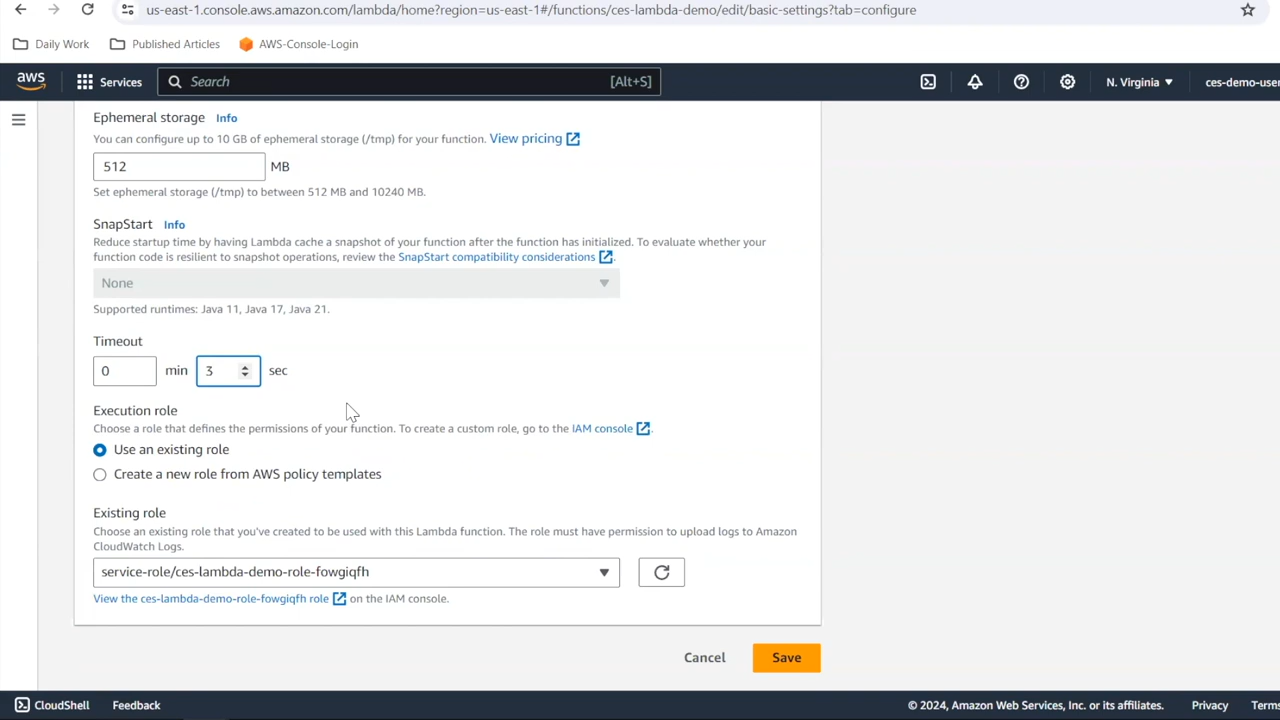 us-east-1.console.aws.amazon.com/lambda/home?region=us-east-1#/functions/ces-lambda-demo/edit/basic-settings?tab=configure
Daily Work Published Articles AWS-Console-Login
aws Services Search [Alt+S] N. Virginia ces-demo-user
Ephemeral storage Info
You can configure up to 10 GB of ephemeral storage (/tmp) for your function. View pricing
512 MB
Set ephemeral storage (/tmp) to between 512 MB and 10240 MB.
SnapStart Info
Reduce startup time by having Lambda cache a snapshot of your function after the function has initialized. To evaluate whether your
function code is resilient to snapshot operations, review the SnapStart compatibility considerations.
None
Supported runtimes: Java 11, Java 17, Java 21.
Timeout
0 min 3 sec
Execution role
Choose a role that defines the permissions of your function. To create a custom role, go to the IAM console.
Use an existing role
Create a new role from AWS policy templates
Existing role
Choose an existing role that you've created to be used with this Lambda function. The role must have permission to upload logs to Amazon
CloudWatch Logs.
service-role/ces-lambda-demo-role-fowgiqfh
View the ces-lambda-demo-role-fowgiqfh role on the IAM console.
Cancel Save
CloudShell Feedback © 2024, Amazon Web Services, Inc. or its affiliates. Privacy Terms